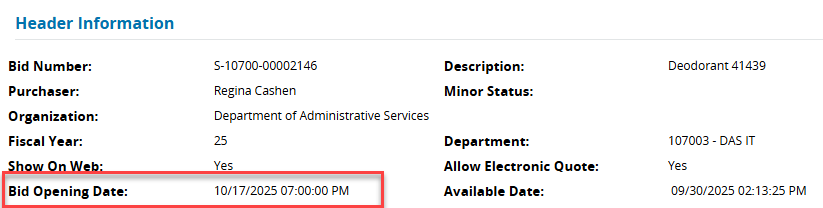 Header Information
Bid Number: S-10700-00002146 Description: Deodorant 41439
Purchaser: Regina Cashen Minor Status:
Organization: Department of Administrative Services
Fiscal Year: 25 Department: 107003 - DAS IT
Show On Web: Yes Allow Electronic Quote: Yes
Bid Opening Date: 10/17/2025 07:00:00 PM Available Date: 09/30/2025 02:13:25 PM